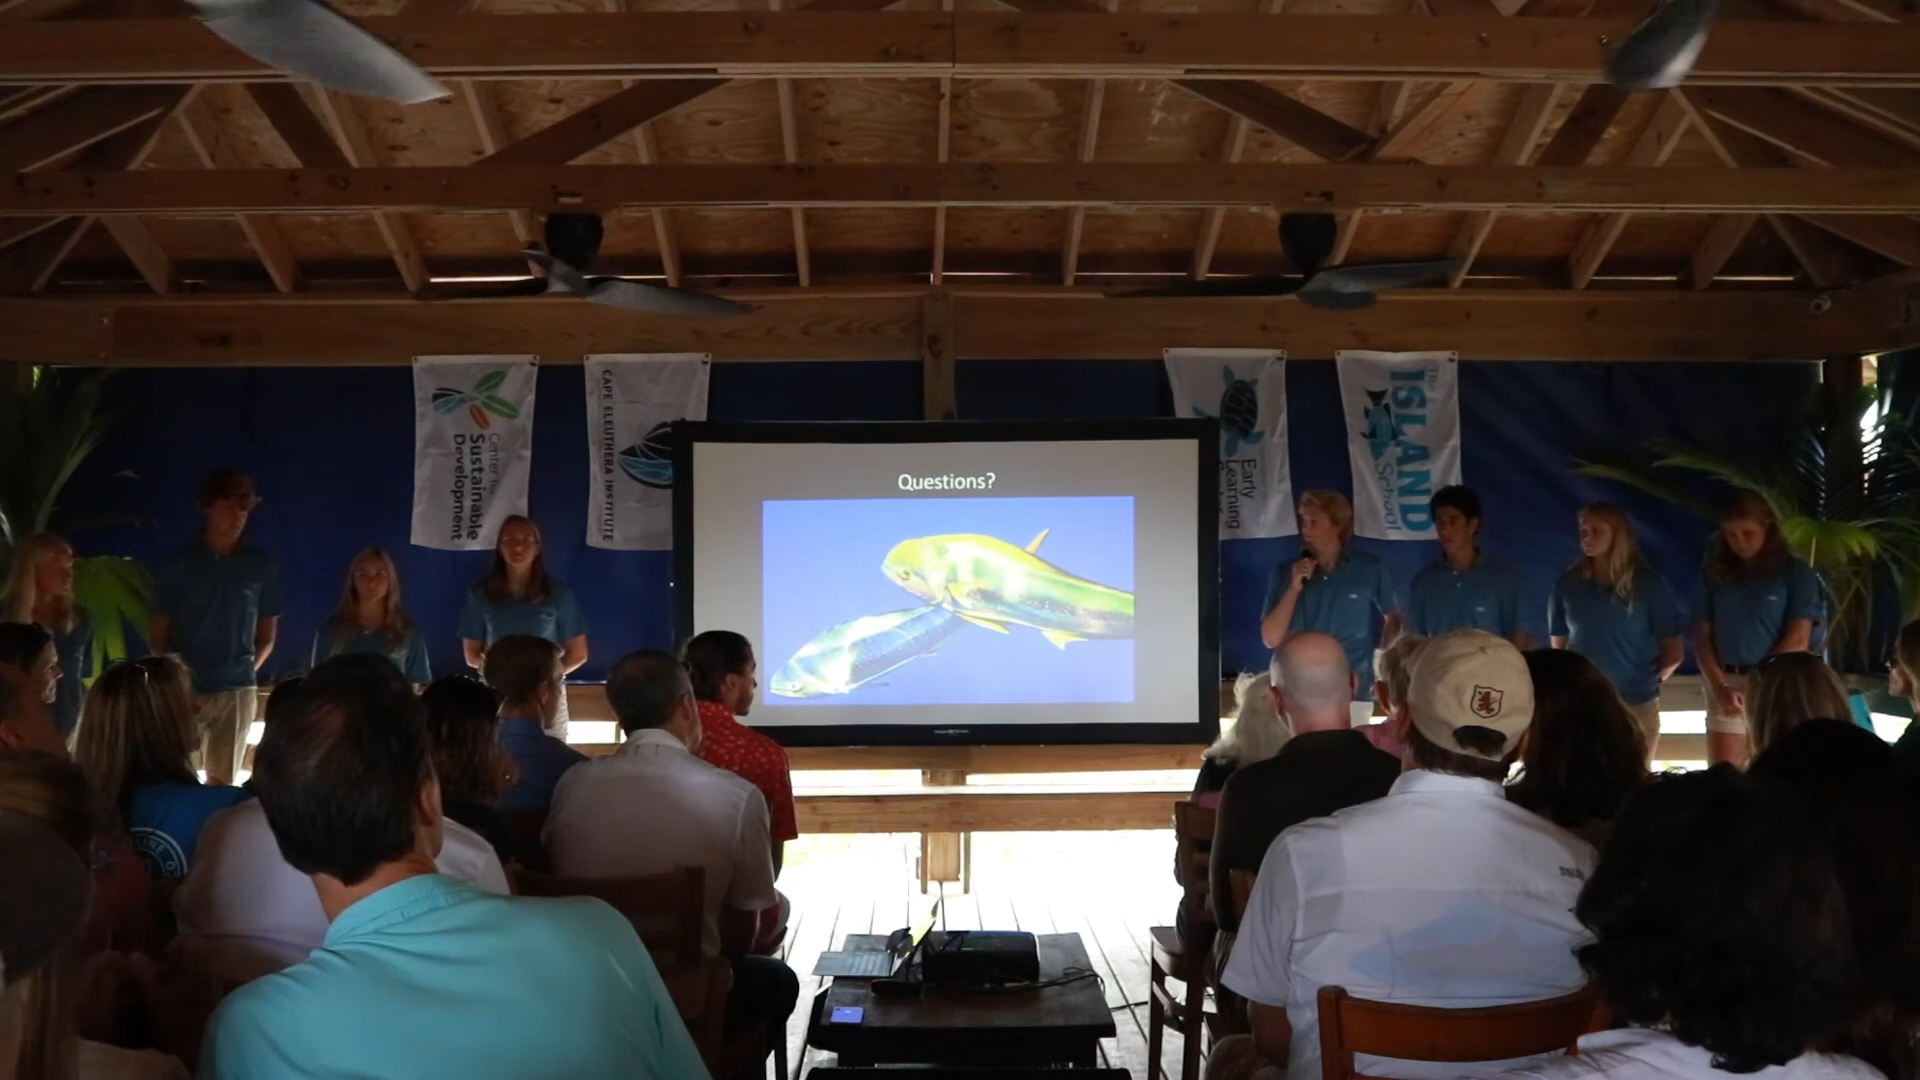 Center for
Sustainable
Development
CAPE ELEUTHERA INSTITUTE
Questions?
Early
Learning
The
ISLAND
School